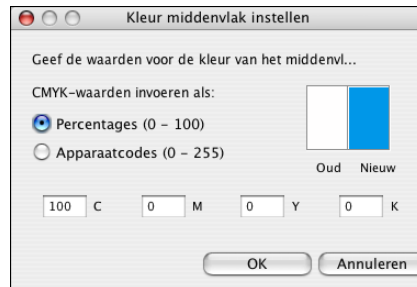 Kleur middenvlak instellen
Geef de waarden voor de kleur van het middenvl...
CMYK-waarden invoeren als:
Percentages (0 – 100)
Apparaatcodes (0 – 255)
Oud Nieuw
100 C 0 M 0 Y 0 K
OK Annuleren